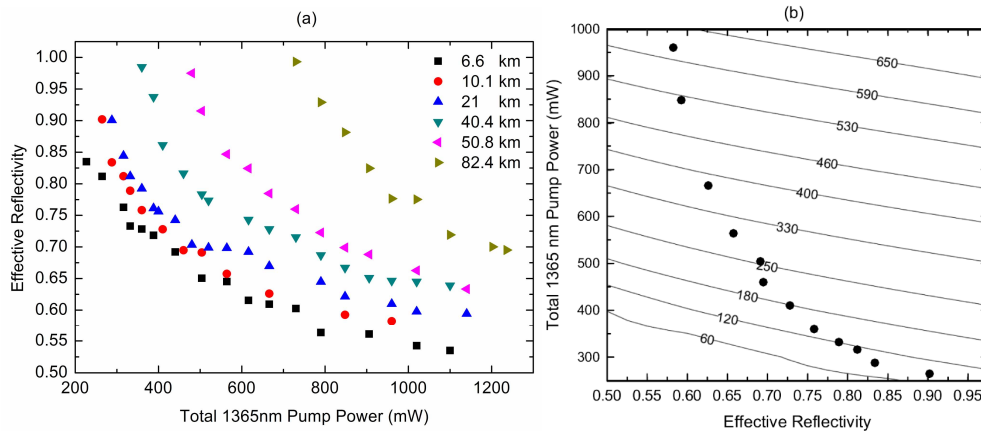 (a)
1.00
0.95
0.90
0.85
0.80
0.75
0.70
0.65
0.60
0.55
0.50
Effective Reflectivity
6.6 km
10.1 km
21 km
40.4 km
50.8 km
82.4 km
200 400 600 800 1000 1200
Total 1365nm Pump Power (mW)
(b)
1000
900
800
700
600
500
400
300
Total 1365 nm Pump Power (mW)
650
590
530
460
400
330
250
180
120
60
0.50 0.55 0.60 0.65 0.70 0.75 0.80 0.85 0.90 0.95
Effective Reflectivity